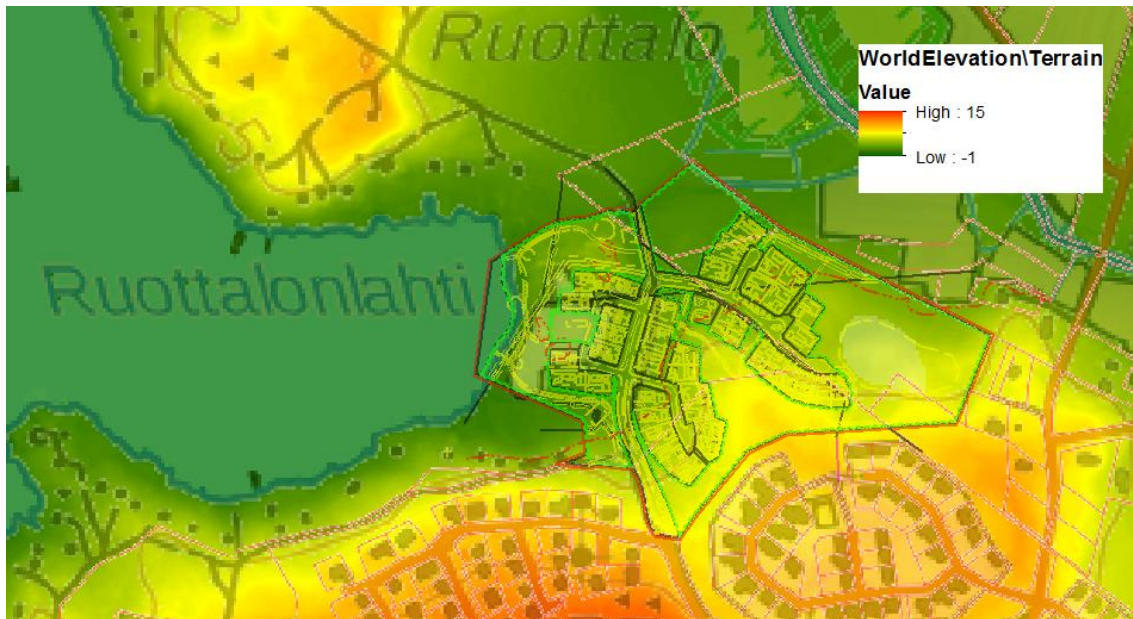 Ruottalo
WorldElevation\Terrain
Value
High : 15
Low : -1
Ruottalonlahti